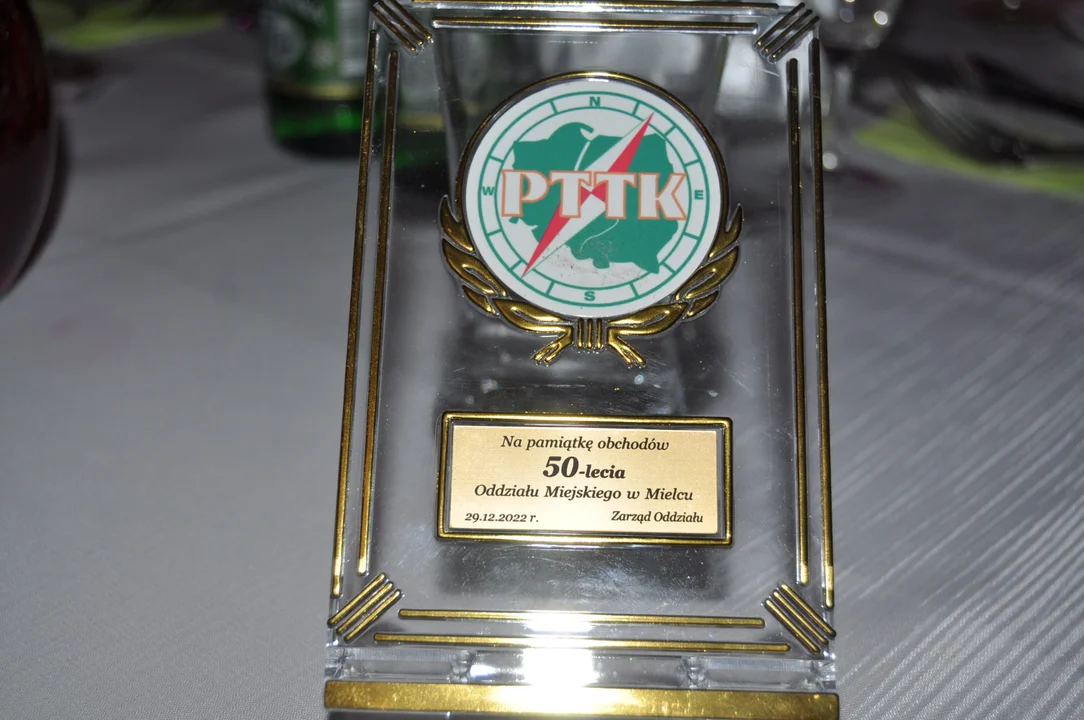 N
W PTTK E
S
Na pamiątkę obchodów
50-lecia
Oddziału Miejskiego w Mielcu
29.12.2022 r. Zarząd Oddziału